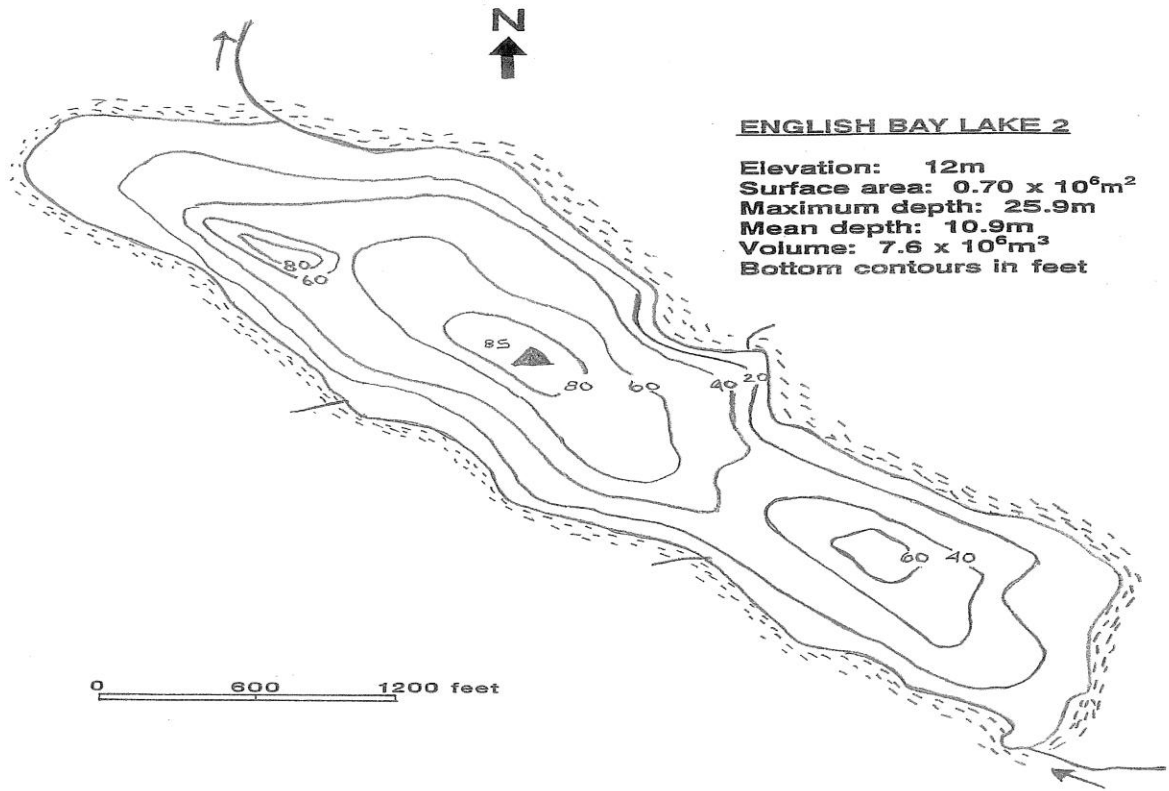 N
ENGLISH BAY LAKE 2
Elevation: 12m
Surface area: 0.70 x 10⁶m²
Maximum depth: 25.9m
Mean depth: 10.9m
Volume: 7.6 x 10⁶m³
Bottom contours in feet
80
60
85
80
60
40
20
60
40
0 600 1200 feet